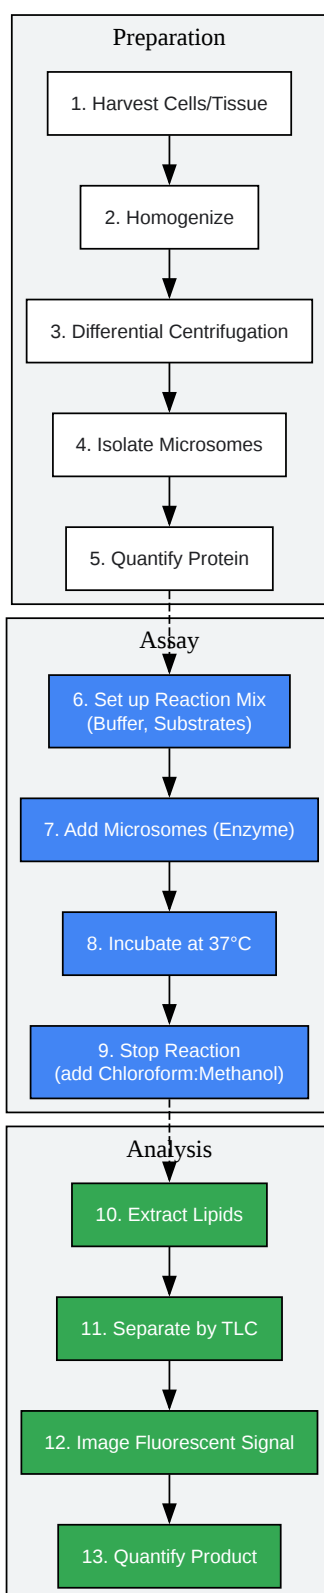 Preparation
1. Harvest Cells/Tissue
2. Homogenize
3. Differential Centrifugation
4. Isolate Microsomes
5. Quantify Protein
Assay
6. Set up Reaction Mix
(Buffer, Substrates)
7. Add Microsomes (Enzyme)
8. Incubate at 37°C
9. Stop Reaction
(add Chloroform:Methanol)
Analysis
10. Extract Lipids
11. Separate by TLC
12. Image Fluorescent Signal
13. Quantify Product